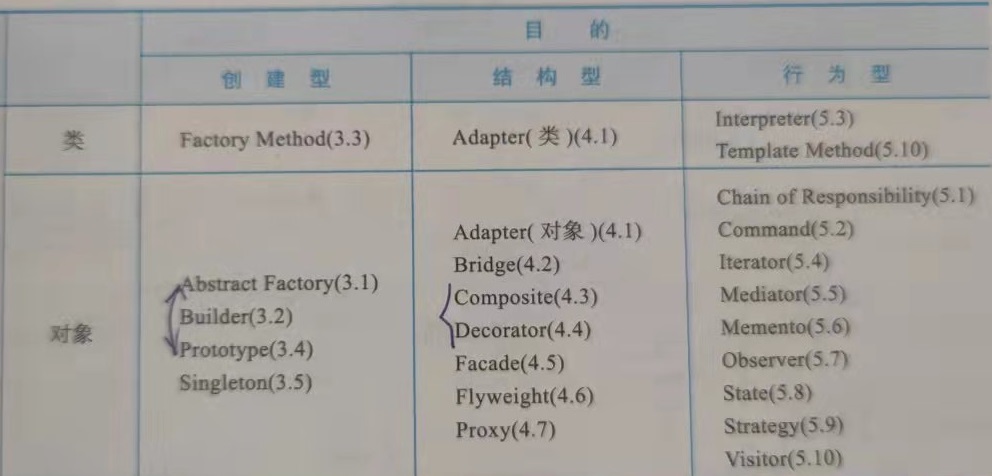 目 的
创 建 型 结 构 型 行 为 型
类 Factory Method(3.3) Adapter( 类 )(4.1) Interpreter(5.3)
Template Method(5.10)
对象 Abstract Factory(3.1)
Builder(3.2)
Prototype(3.4)
Singleton(3.5)
Adapter( 对象 )(4.1)
Bridge(4.2)
Composite(4.3)
Decorator(4.4)
Facade(4.5)
Flyweight(4.6)
Proxy(4.7)
Chain of Responsibility(5.1)
Command(5.2)
Iterator(5.4)
Mediator(5.5)
Memento(5.6)
Observer(5.7)
State(5.8)
Strategy(5.9)
Visitor(5.10)